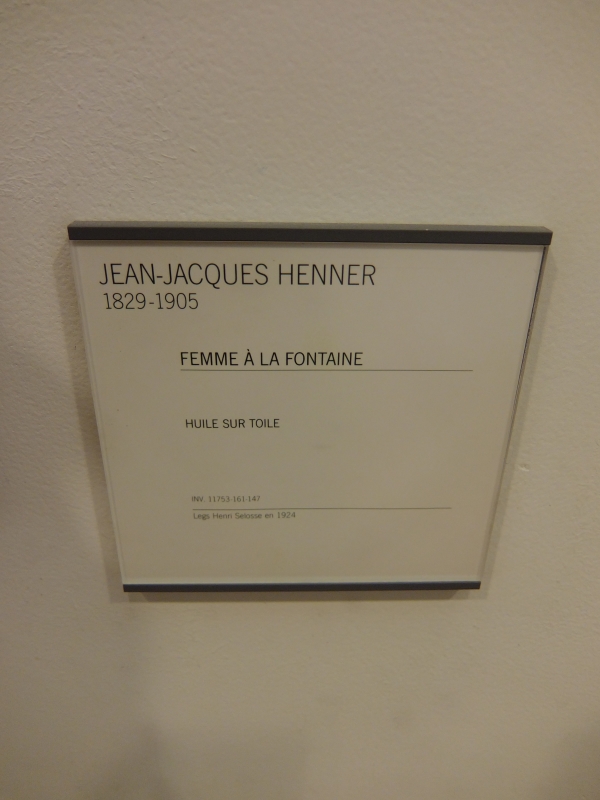 JEAN-JACQUES HENNER
1829-1905
FEMME À LA FONTAINE
HUILE SUR TOILE
INV. 11753-161-147
Legs Henri Selosse en 1924